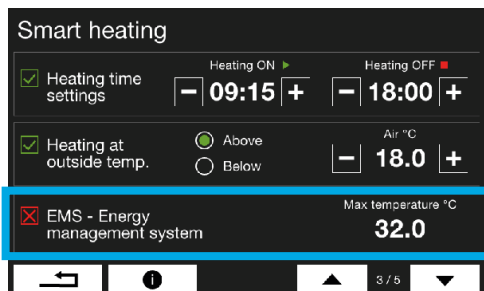 Smart heating
Heating ON
Heating OFF
Heating time
settings
– 09:15 +
– 18:00 +
Heating at
outside temp.
Above
Below
Air °C
– 18.0 +
EMS - Energy
management system
Max temperature °C
32.0
i
3/5